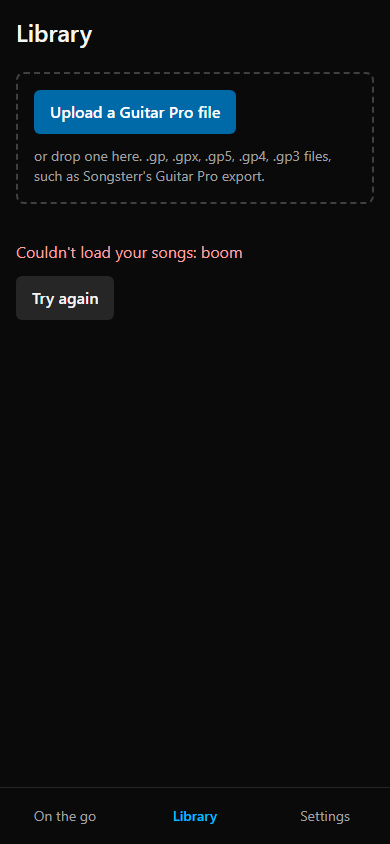 Library
Upload a Guitar Pro file
or drop one here. .gp, .gpx, .gp5, .gp4, .gp3 files,
such as Songsterr's Guitar Pro export.
Couldn't load your songs: boom
Try again
On the go
Library
Settings